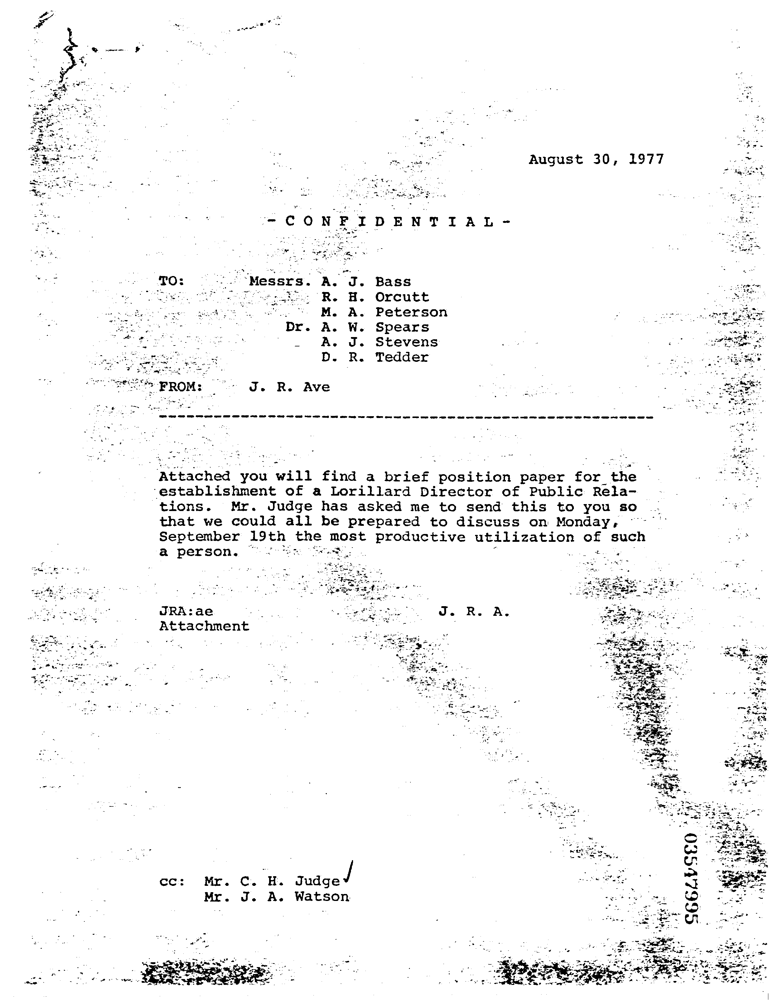 August 30, 1977
- C O N F I D E N T I A L -
TO: Messrs. A. J. Bass
R. H. Orcutt
M. A. Peterson
Dr. A. W. Spears
A. J. Stevens
D. R. Tedder
FROM: J. R. Ave
Attached you will find a brief position paper for the
establishment of a Lorillard Director of Public Rela-
tions. Mr. Judge has asked me to send this to you so
that we could all be prepared to discuss on Monday,
September 19th the most productive utilization of such
a person.
JRA:ae J. R. A.
Attachment
cc: Mr. C. H. Judge ✓
Mr. J. A. Watson
03547995